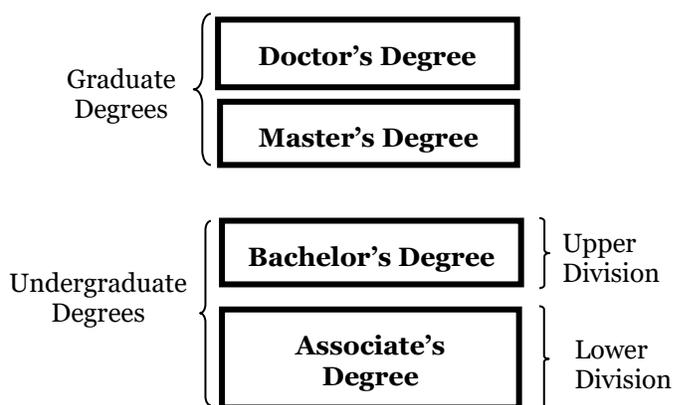 Doctor’s Degree
Graduate
Degrees
Master’s Degree
Bachelor’s Degree
Upper
Division
Undergraduate
Degrees
Associate’s
Degree
Lower
Division